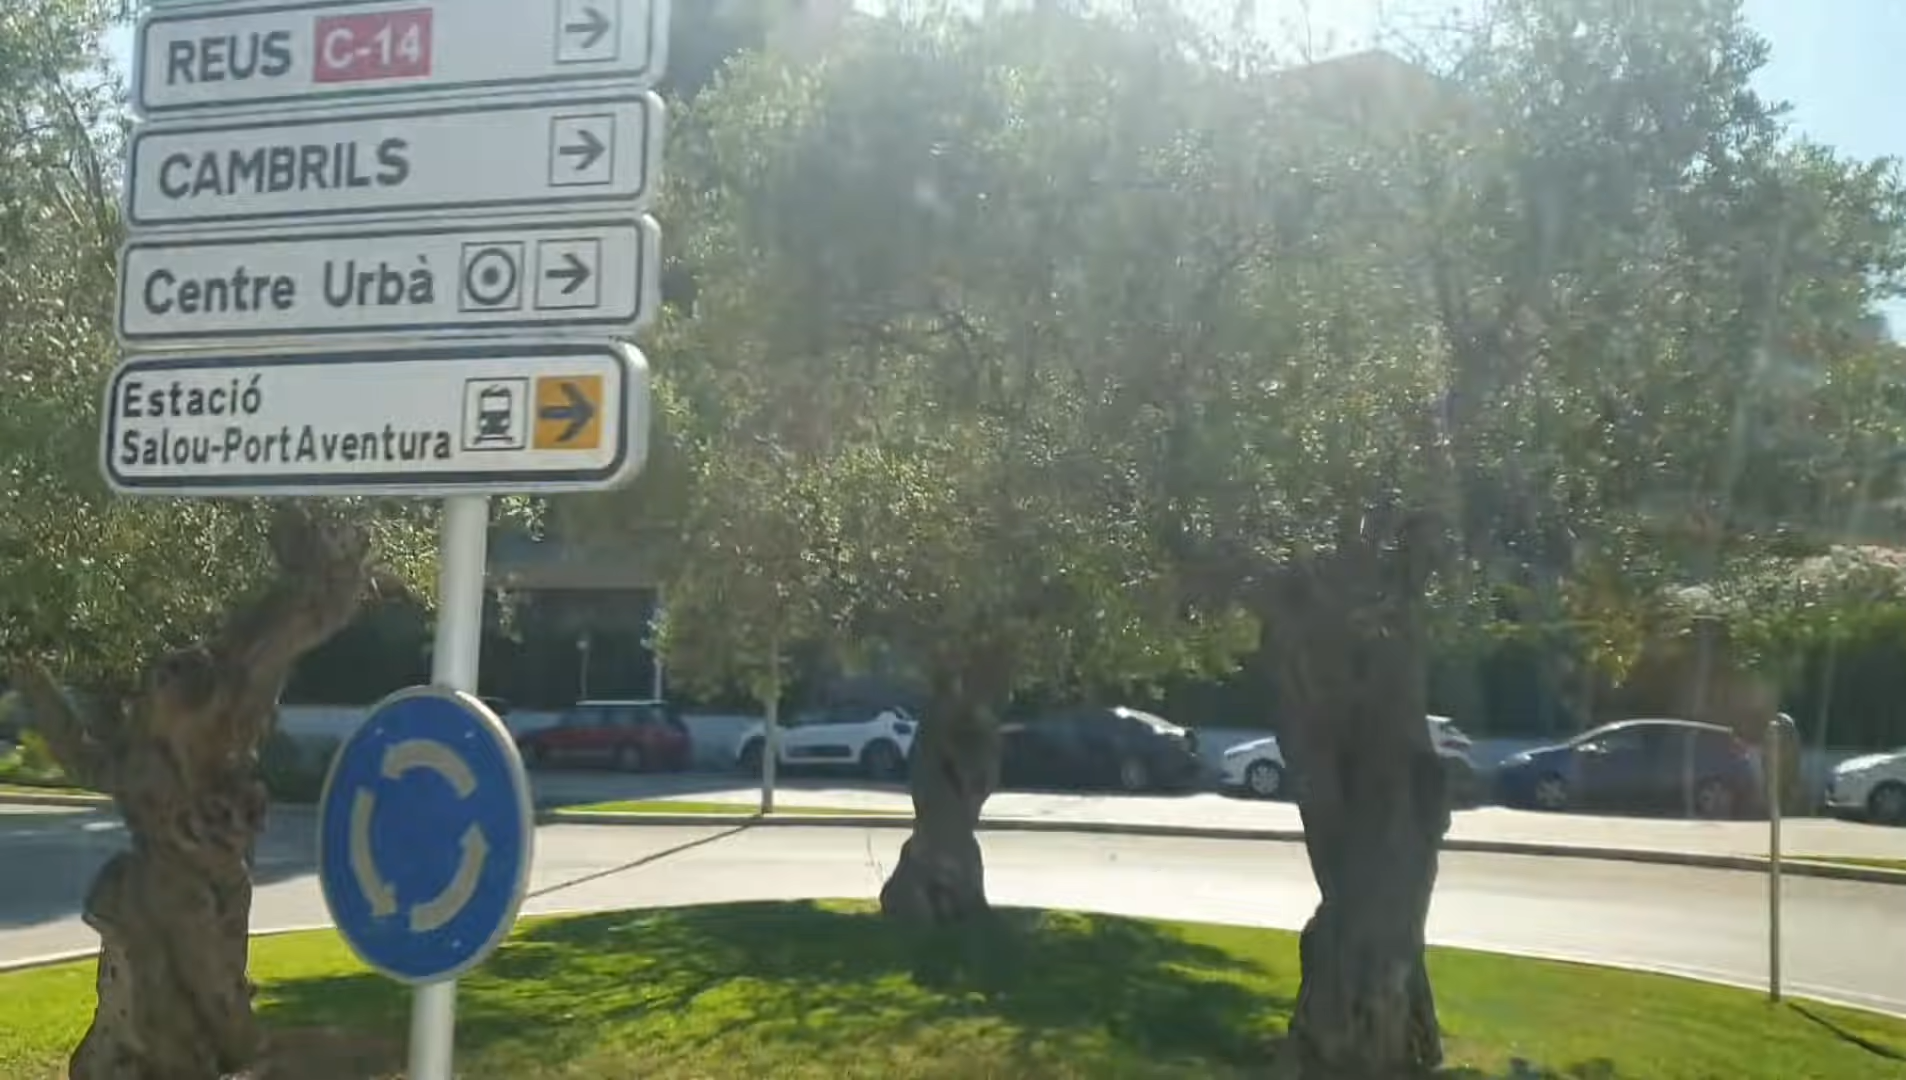 REUS C-14
CAMBRILS
Centre Urbà
Estació
Salou-PortAventura